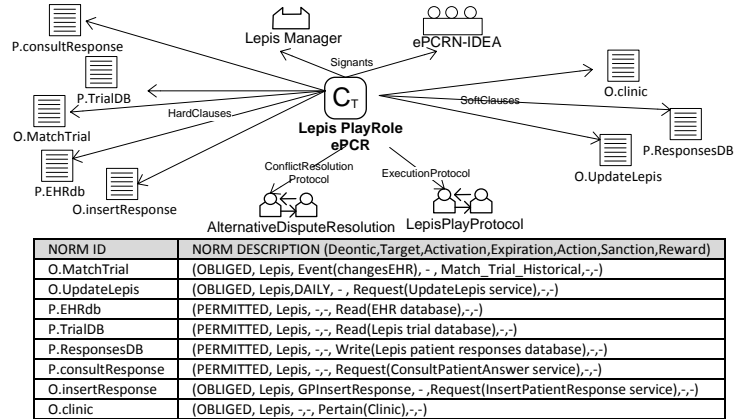 P.consultResponse
Lepis Manager
ePCRN-IDEA
Signants
P.TrialDB
O.clinic
HardClauses
CT
SoftClauses
O.MatchTrial
Lepis PlayRole
ePCR
P.ResponsesDB
P.EHRdb
O.UpdateLepis
ConflictResolution
Protocol
ExecutionProtocol
O.insertResponse
AlternativeDisputeResolution
LepisPlayProtocol
NORM ID NORM DESCRIPTION (Deontic,Target,Activation,Expiration,Action,Sanction,Reward)
O.MatchTrial (OBLIGED, Lepis, Event(changesEHR), - , Match_Trial_Historical,-,-)
O.UpdateLepis (OBLIGED, Lepis,DAILY, - , Request(UpdateLepis service),-,-)
P.EHRdb (PERMITTED, Lepis, -,-, Read(EHR database),-,-)
P.TrialDB (PERMITTED, Lepis, -,-, Read(Lepis trial database),-,-)
P.ResponsesDB (PERMITTED, Lepis, -,-, Write(Lepis patient responses database),-,-)
P.consultResponse (PERMITTED, Lepis, -,-, Request(ConsultPatientAnswer service),-,-)
O.insertResponse (OBLIGED, Lepis, GPInsertResponse, - ,Request(InsertPatientResponse service),-,-)
O.clinic (OBLIGED, Lepis, -,-, Pertain(Clinic),-,-)